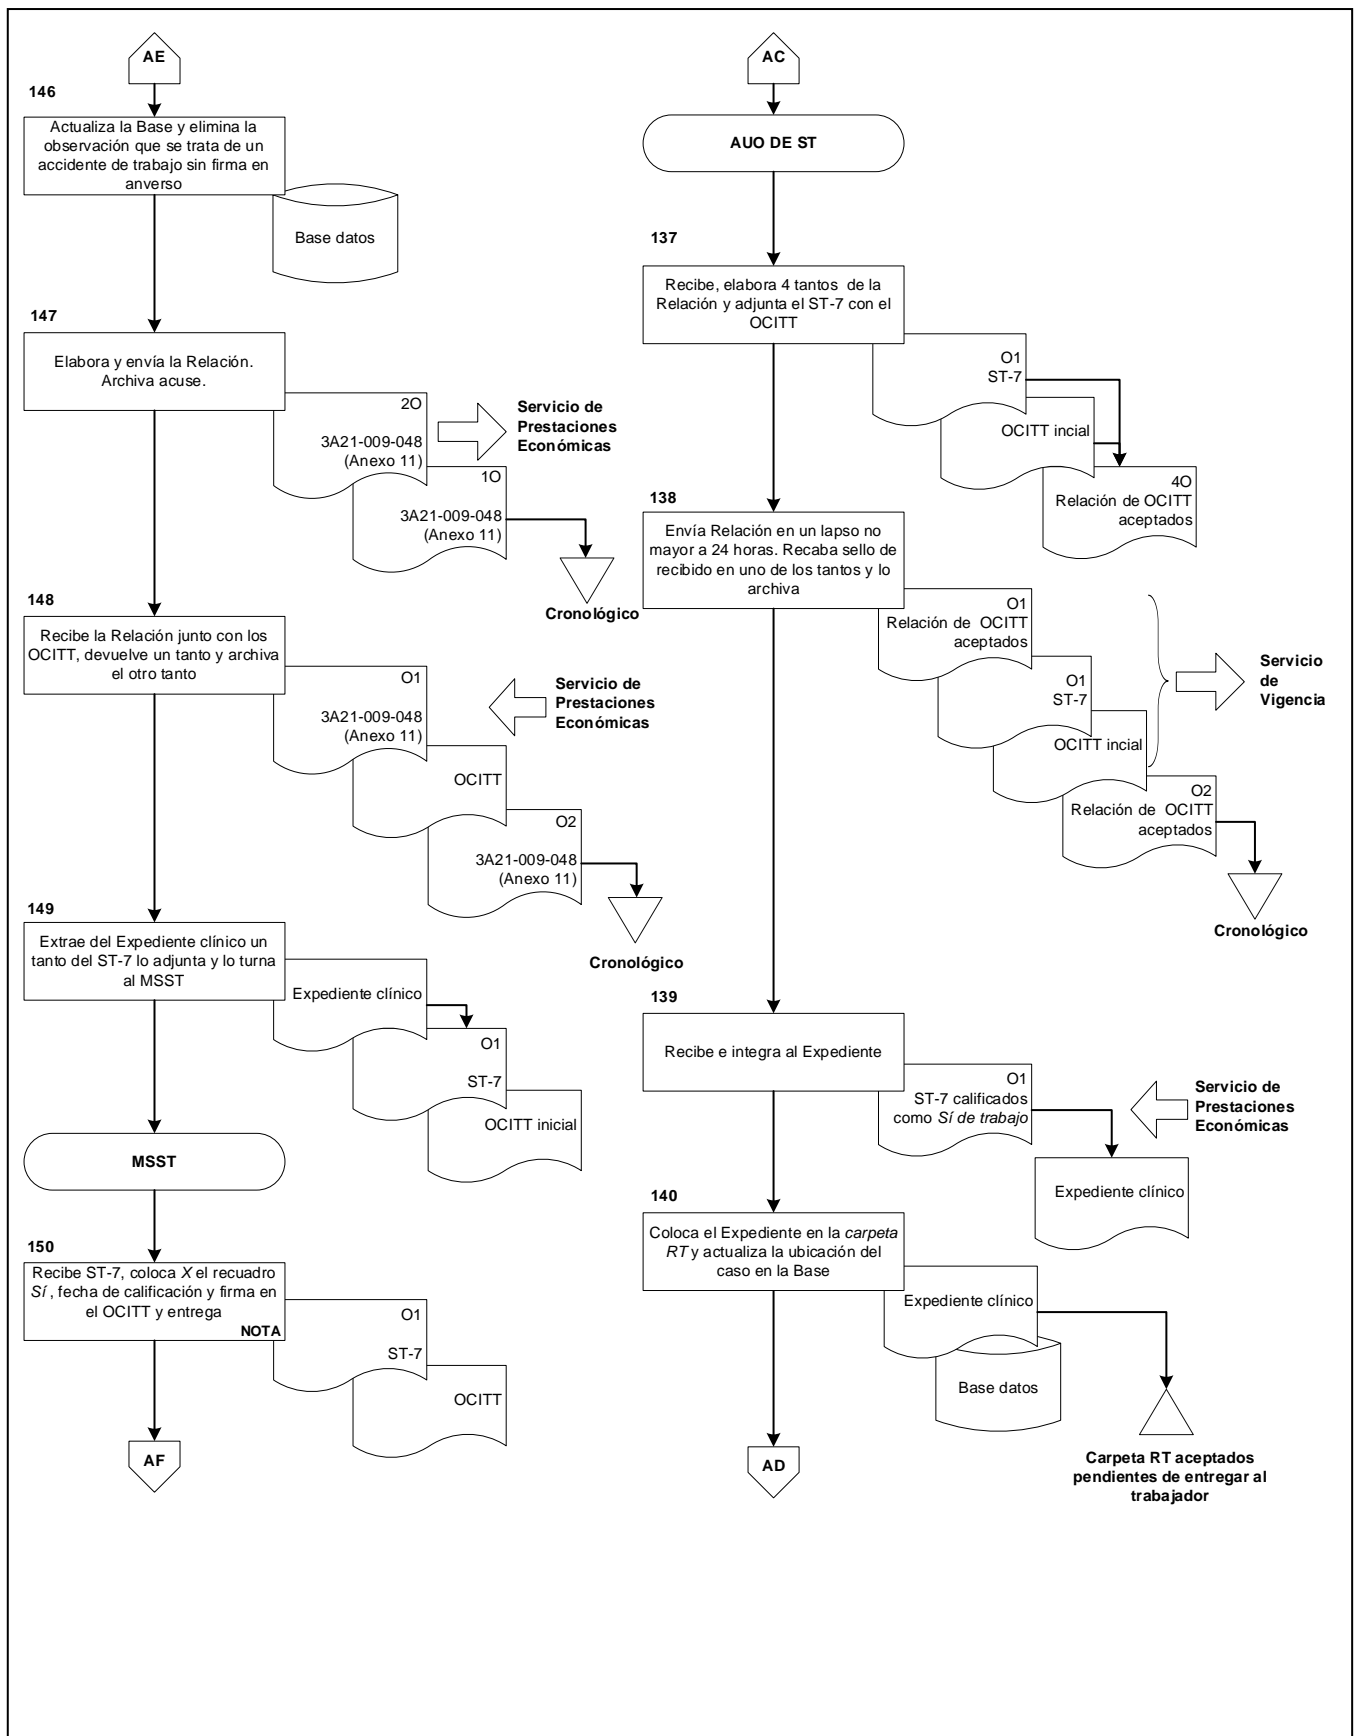 AE
146
Actualiza la Base y elimina la
observación que se trata de un
accidente de trabajo sin firma en
anverso
Base datos
147
Elabora y envía la Relación.
Archiva acuse.
2O
3A21-009-048
(Anexo 11)
Servicio de
Prestaciones
Económicas
1O
3A21-009-048
(Anexo 11)
Cronológico
148
Recibe la Relación junto con los
OCITT, devuelve un tanto y archiva
el otro tanto
O1
3A21-009-048
(Anexo 11)
Servicio de
Prestaciones
Económicas
OCITT
O2
3A21-009-048
(Anexo 11)
Cronológico
149
Extrae del Expediente clínico un
tanto del ST-7 lo adjunta y lo turna
al MSST
Expediente clínico
O1
ST-7
OCITT inicial
MSST
150
Recibe ST-7, coloca X el recuadro
Sí , fecha de calificación y firma en
el OCITT y entrega
NOTA
O1
ST-7
OCITT
AF
AC
AUO DE ST
137
Recibe, elabora 4 tantos de la
Relación y adjunta el ST-7 con el
OCITT
O1
ST-7
OCITT incial
4O
Relación de OCITT
aceptados
138
Envía Relación en un lapso no
mayor a 24 horas. Recaba sello de
recibido en uno de los tantos y lo
archiva
O1
Relación de OCITT
aceptados
O1
ST-7
OCITT incial
Servicio
de
Vigencia
O2
Relación de OCITT
aceptados
Cronológico
139
Recibe e integra al Expediente
O1
ST-7 calificados
como Sí de trabajo
Servicio de
Prestaciones
Económicas
Expediente clínico
140
Coloca el Expediente en la carpeta
RT y actualiza la ubicación del
caso en la Base
Expediente clínico
Base datos
Carpeta RT aceptados
pendientes de entregar al
trabajador
AD